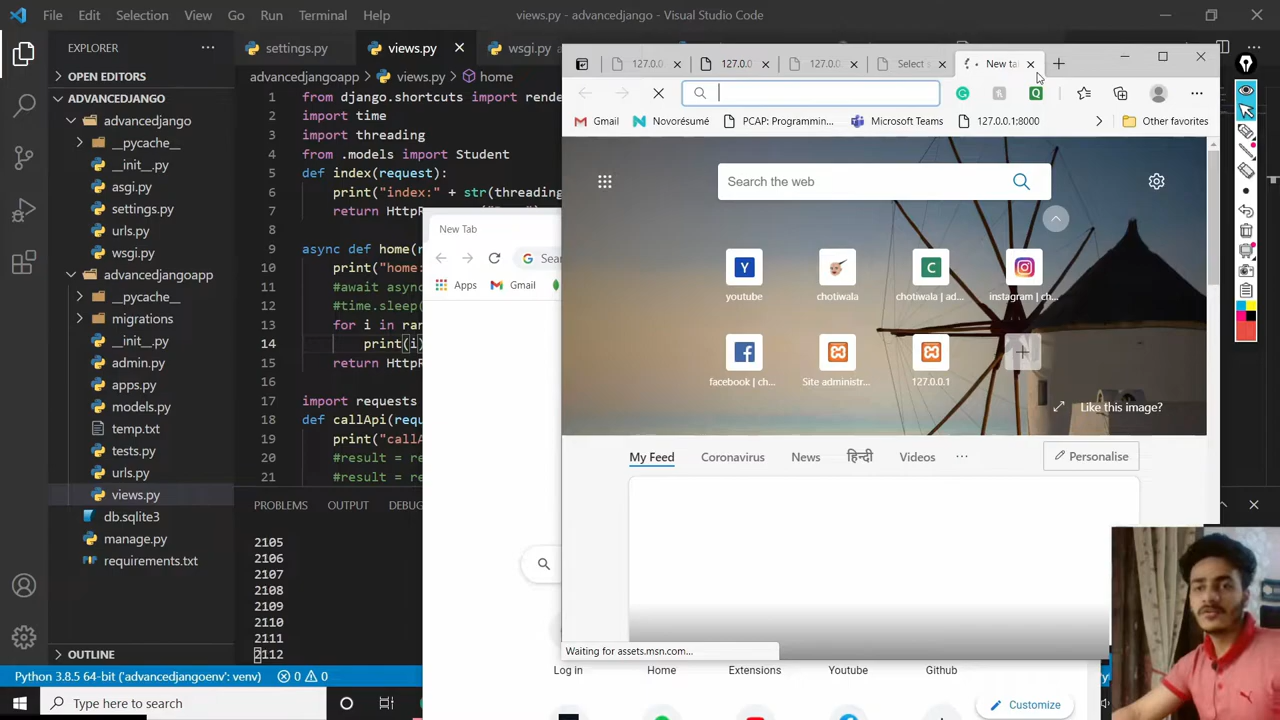 File Edit Selection View Go Run Terminal Help
views.py - advancedjango - Visual Studio Code
EXPLORER
OPEN EDITORS
ADVANCEDJANGO
advancedjango
__pycache__
__init__.py
asgi.py
settings.py
urls.py
wsgi.py
advancedjangoapp
__pycache__
migrations
__init__.py
admin.py
apps.py
models.py
temp.txt
tests.py
urls.py
views.py
db.sqlite3
manage.py
requirements.txt
OUTLINE
settings.py views.py wsgi.py
advancedjangoapp > views.py > home
1 from django.shortcuts import rende
2 import time
3 import threading
4 from .models import Student
5 def index(request):
6 print("index:" + str(threading
7 return HttpR
8
9 async def home(r
10 print("home:
11 #await async
12 #time.sleep(
13 for i in ran
14 print(i)
15 return HttpR
16
17 import requests
18 def callApi(requ
19 print("callA
20 #result = re
21 #result = re
PROBLEMS OUTPUT DEBU
2105
2106
2107
2108
2109
2110
2111
2112
Python 3.8.5 64-bit ('advancedjangoenv': venv) 0 0
Type here to search
New Tab
Sea
Apps Gmail
Log in Home Extensions Youtube Github
Customize
127.0.0 127.0.0 127.0.0 Select s New ta
Gmail Novorésumé PCAP: Programmin... Microsoft Teams 127.0.0.1:8000 Other favorites
Search the web
Y C
youtube chotiwala chotiwala | ad... instagram | ch...
facebook | ch... Site administr... 127.0.0.1
Like this image?
My Feed Coronavirus News हिन्दी Videos ... Personalise
Waiting for assets.msn.com...